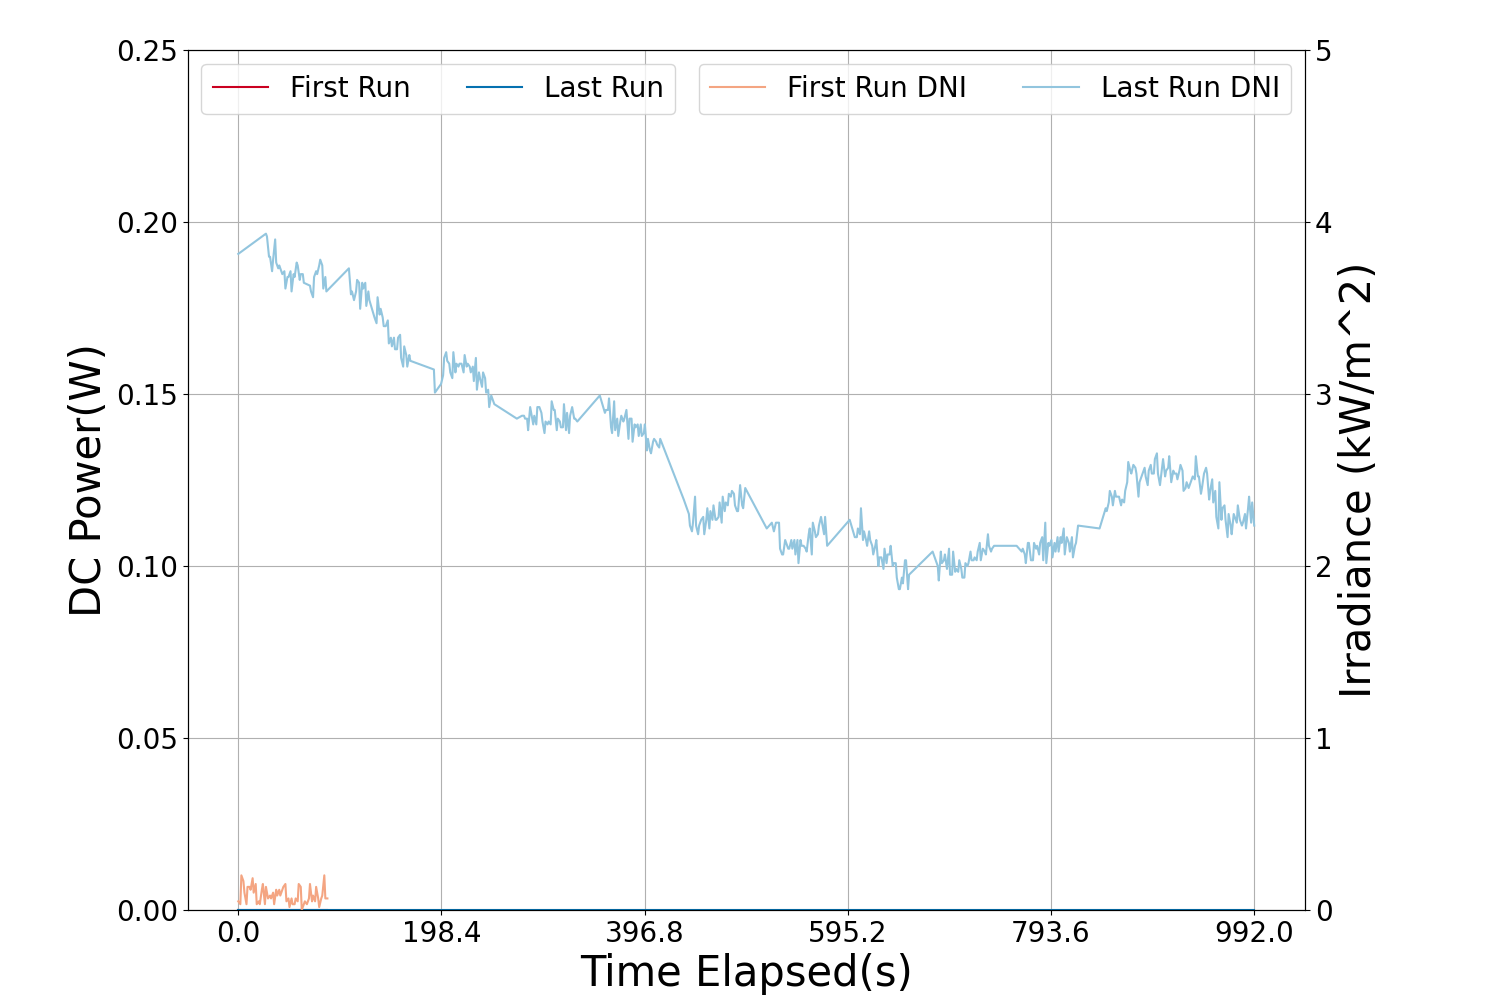 First Run
Last Run
First Run DNI
Last Run DNI
0.25
0.20
0.15
0.10
0.05
0.00
DC Power(W)
5
4
3
2
1
0
Irradiance (kW/m^2)
0.0
198.4
396.8
595.2
793.6
992.0
Time Elapsed(s)